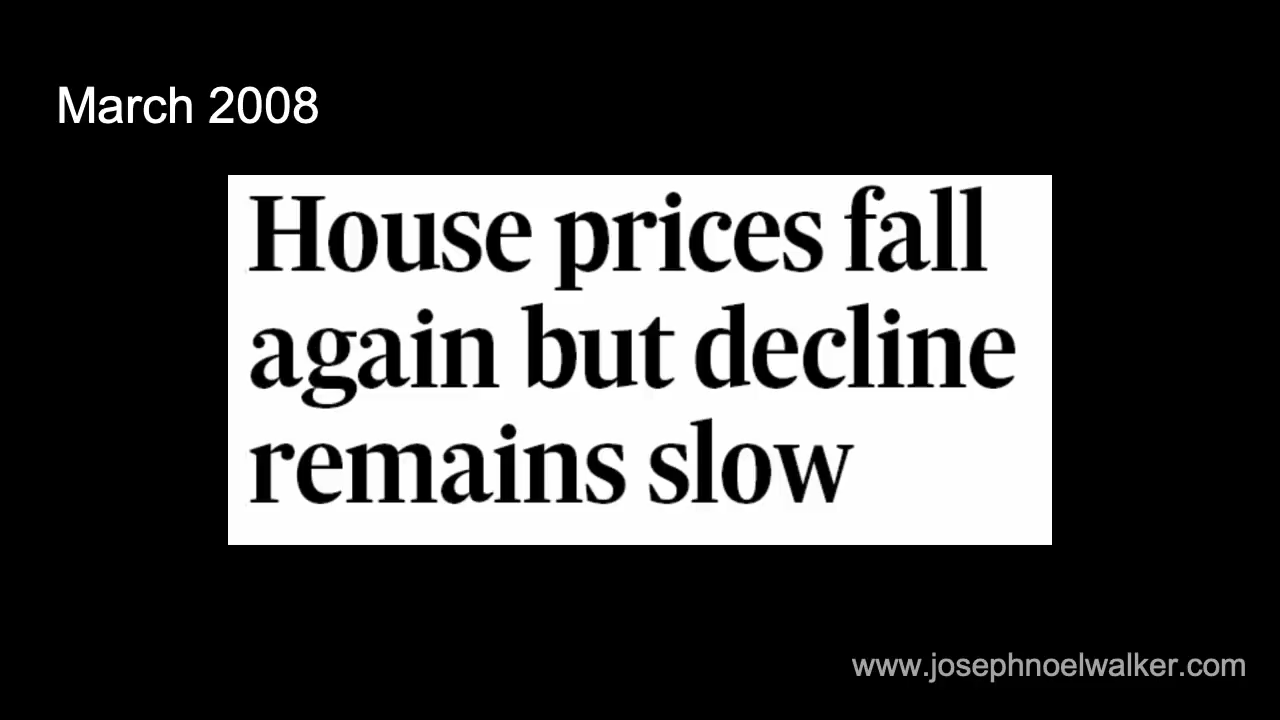 March 2008
House prices fall
again but decline
remains slow
www.josephnoelwalker.com